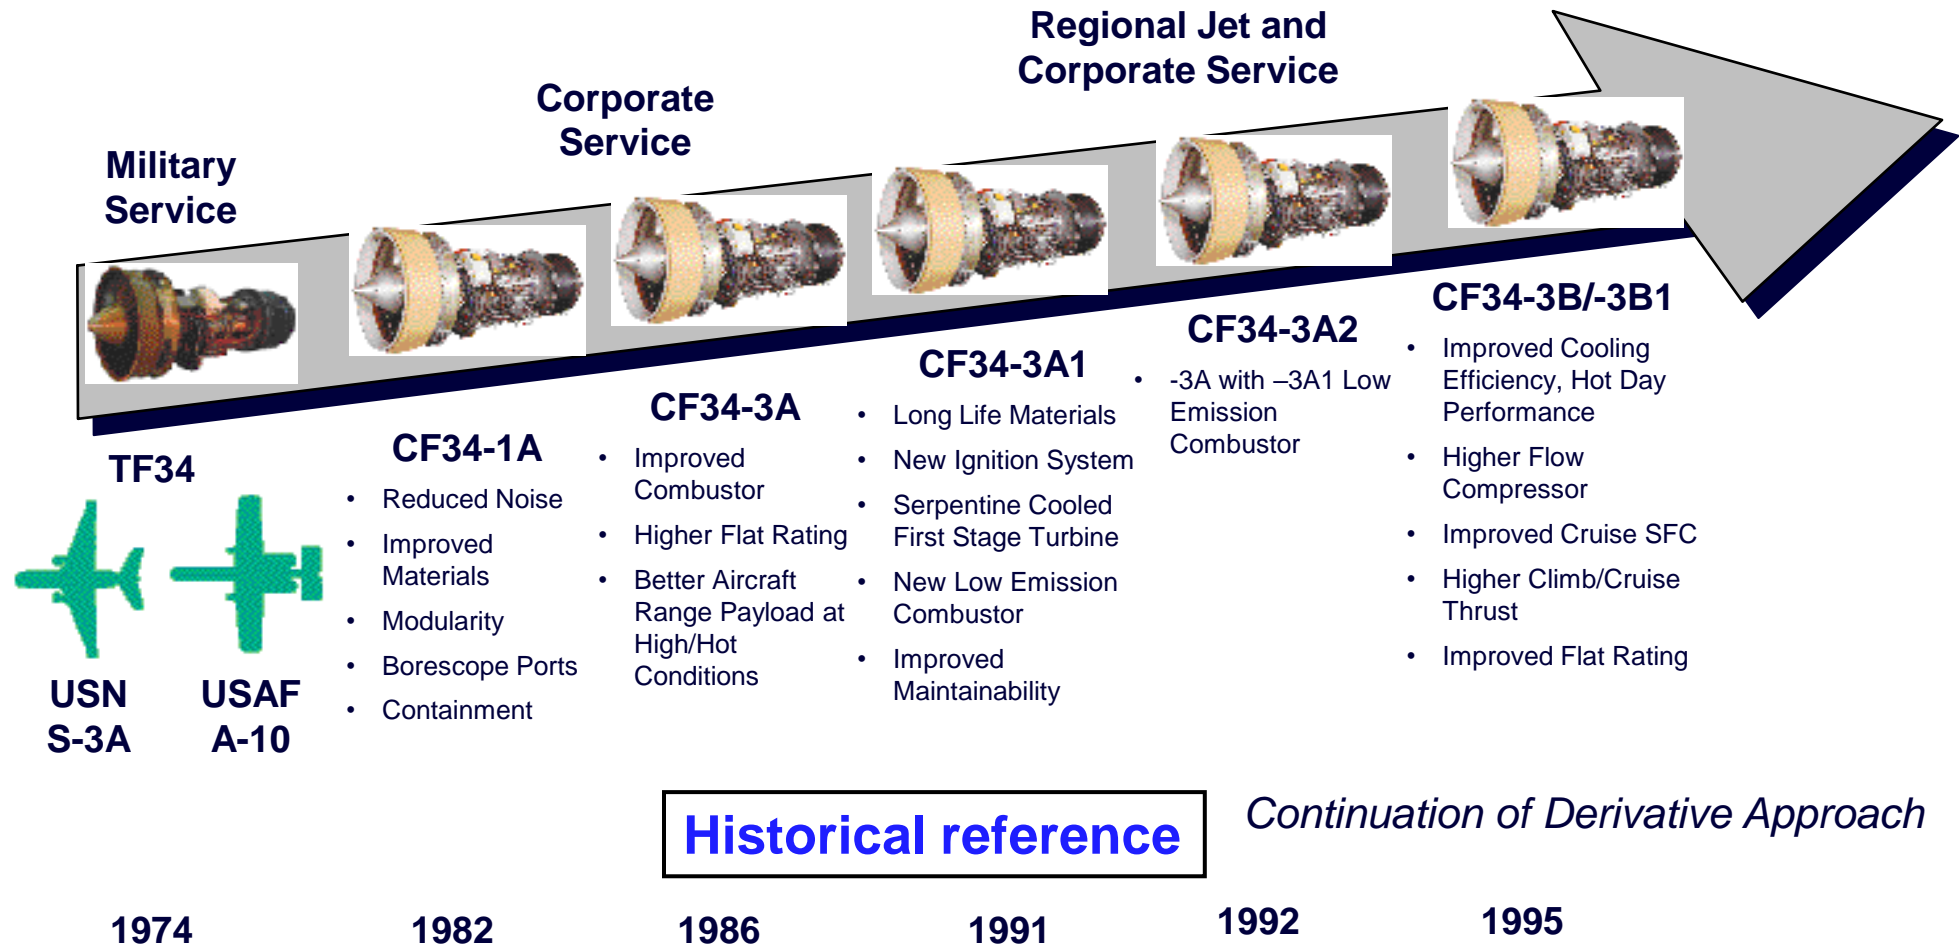 Regional Jet and
Corporate Service
Corporate
Service
Military
Service
TF34
USN
S-3A
USAF
A-10
CF34-1A
• Reduced Noise
• Improved
Materials
• Modularity
• Borescope Ports
• Containment
CF34-3A
• Improved
Combustor
• Higher Flat Rating
• Better Aircraft
Range Payload at
High/Hot
Conditions
CF34-3A1
• Long Life Materials
• New Ignition System
• Serpentine Cooled
First Stage Turbine
• New Low Emission
Combustor
• Improved
Maintainability
CF34-3A2
• -3A with –3A1 Low
Emission
Combustor
CF34-3B/-3B1
• Improved Cooling
Efficiency, Hot Day
Performance
• Higher Flow
Compressor
• Improved Cruise SFC
• Higher Climb/Cruise
Thrust
• Improved Flat Rating
Historical reference
Continuation of Derivative Approach
1974
1982
1986
1991
1992
1995